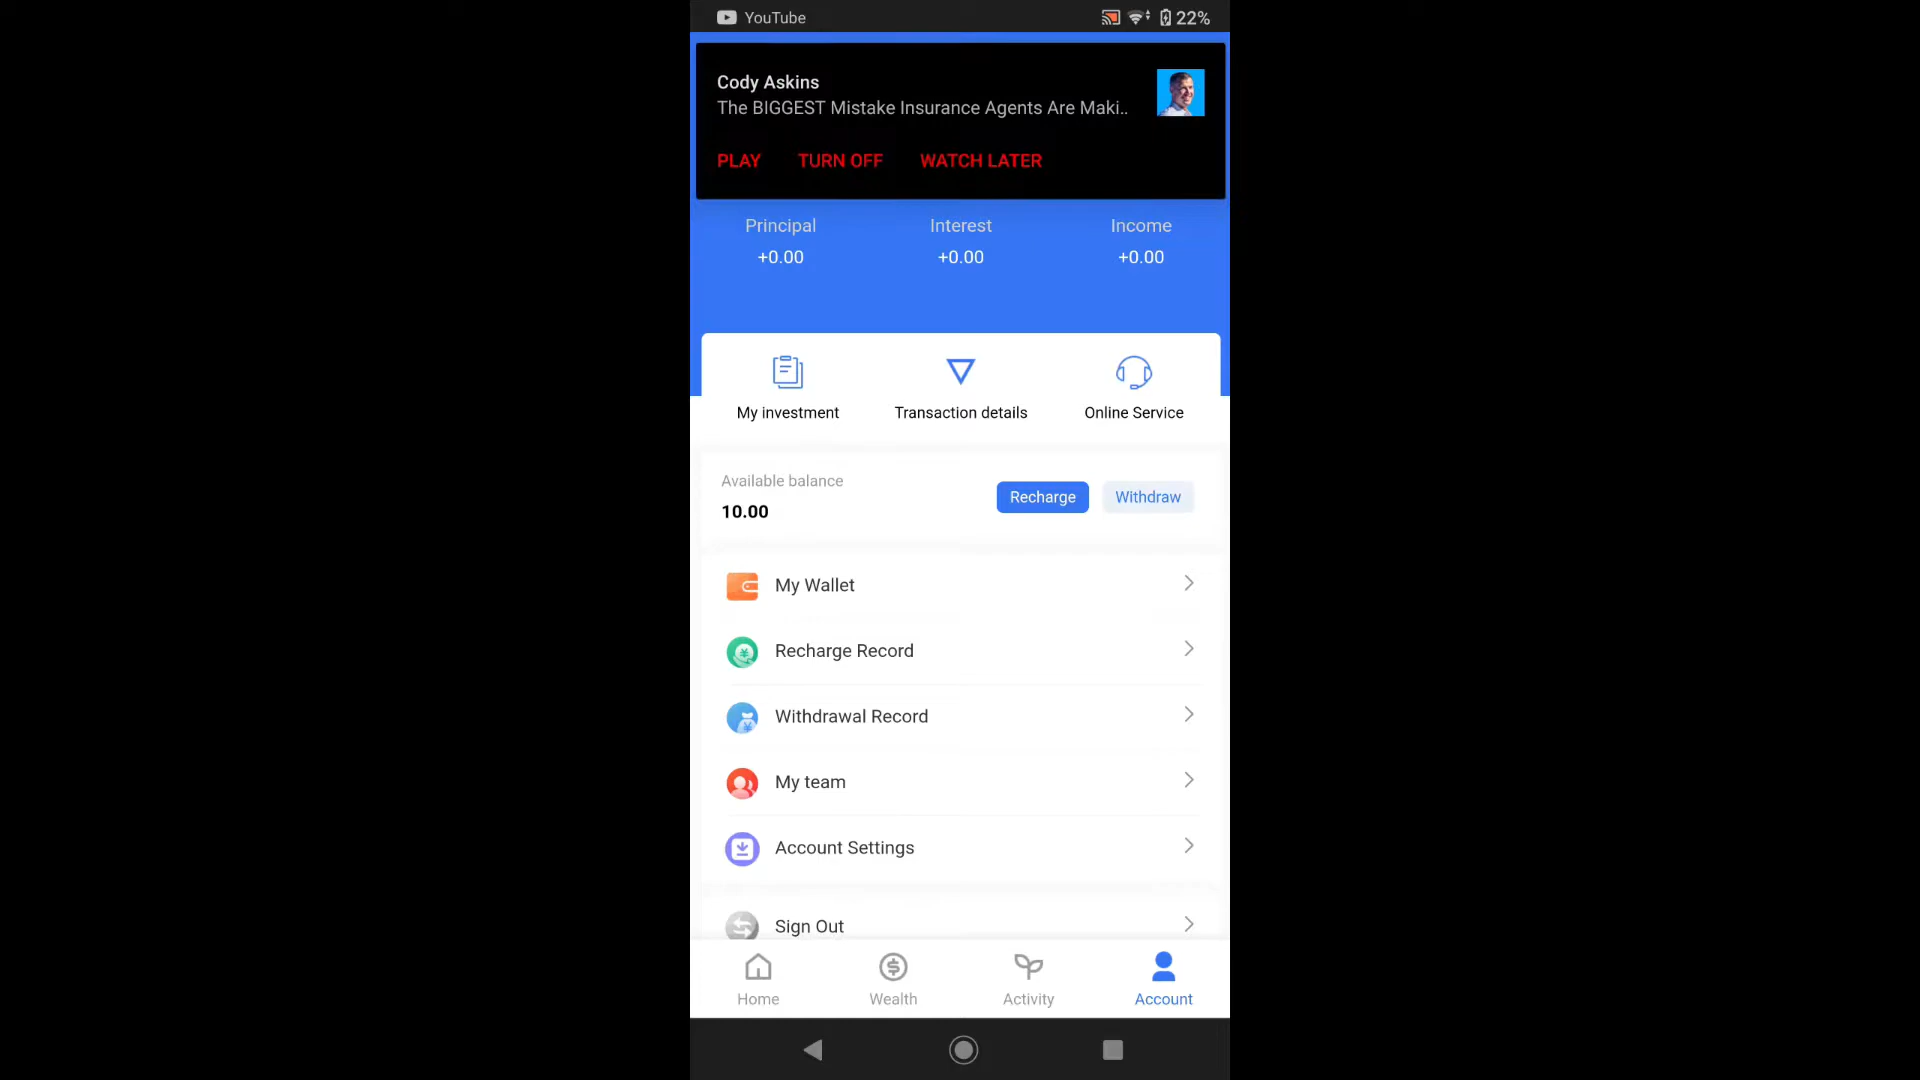 YouTube 22%
Cody Askins
The BIGGEST Mistake Insurance Agents Are Maki..
PLAY TURN OFF WATCH LATER
Principal Interest Income
+0.00 +0.00 +0.00
My investment Transaction details Online Service
Available balance
10.00
Recharge Withdraw
My Wallet
Recharge Record
Withdrawal Record
My team
Account Settings
Sign Out
Home Wealth Activity Account